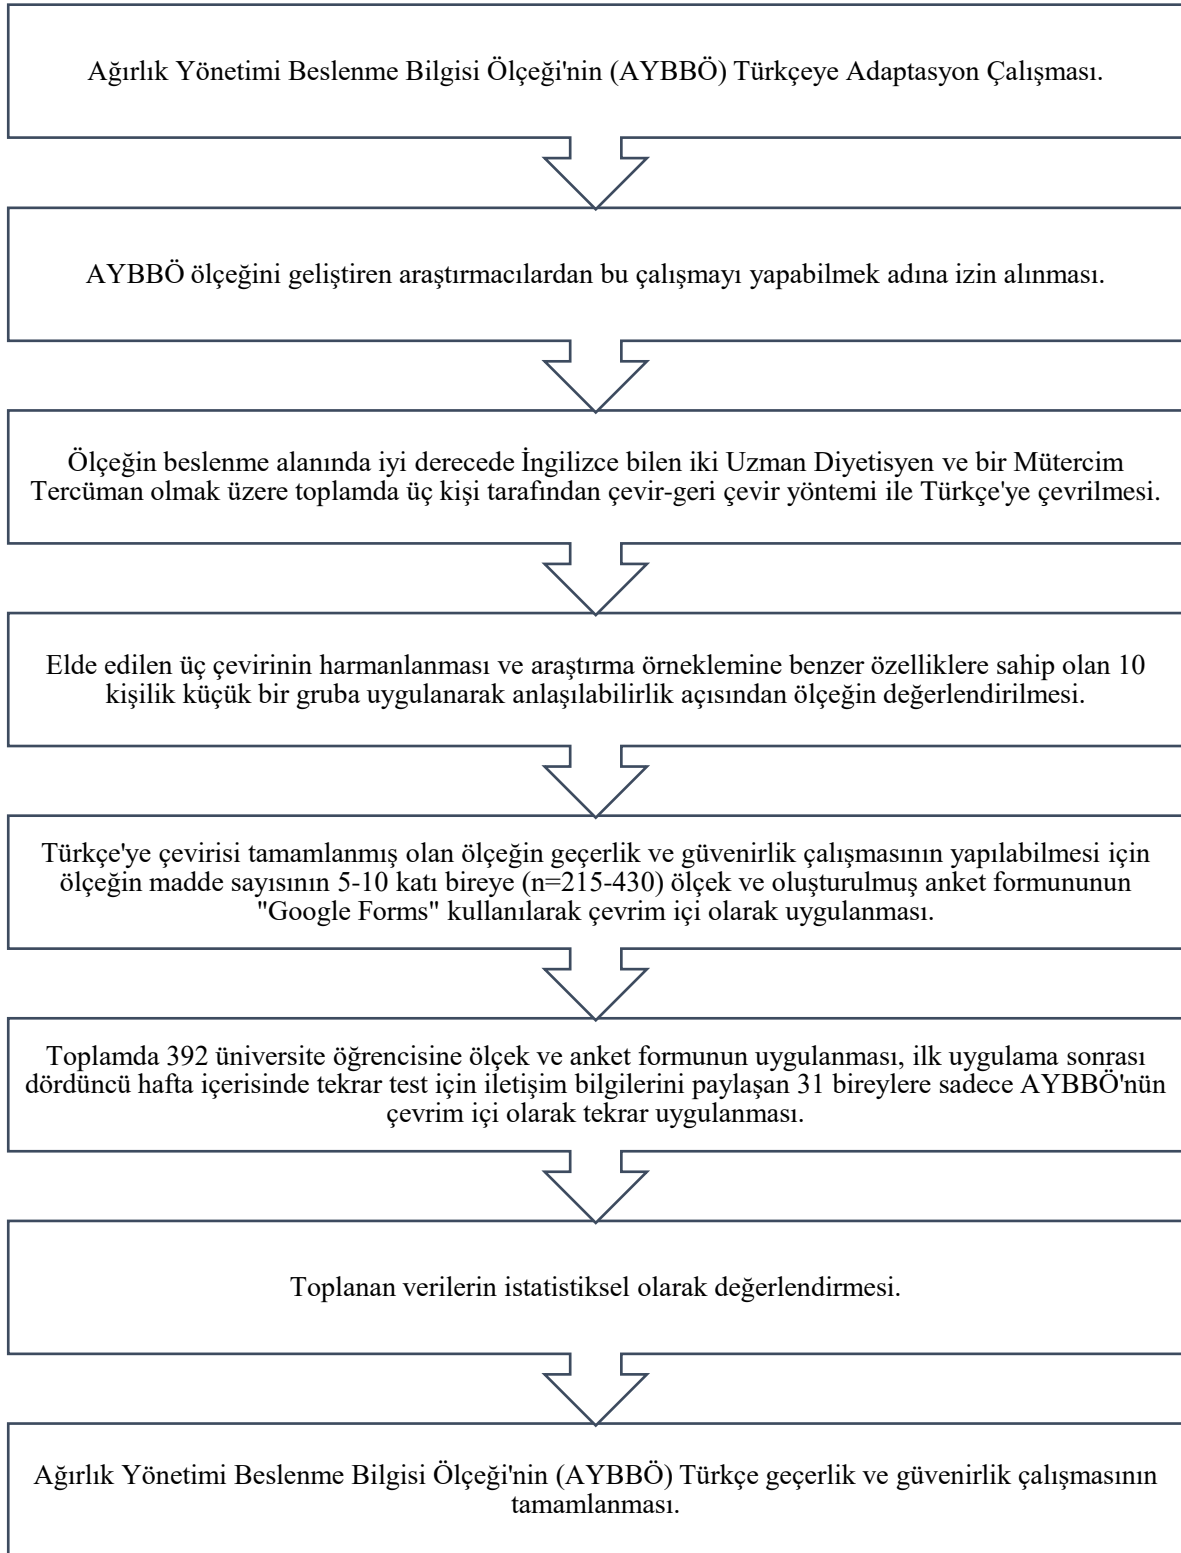 Ağırlık Yönetimi Beslenme Bilgisi Ölçeği'nin (AYBBÖ) Türkçeye Adaptasyon Çalışması.
AYBBÖ ölçeğini geliştiren araştırmacılardan bu çalışmayı yapabilmek adına izin alınması.
Ölçeğin beslenme alanında iyi derecede İngilizce bilen iki Uzman Diyetisyen ve bir Mütercim
Tercüman olmak üzere toplamda üç kişi tarafından çevir-geri çevir yöntemi ile Türkçe'ye çevrilmesi.
Elde edilen üç çevirinin harmanlanması ve araştırma örneklemine benzer özelliklere sahip olan 10
kişilik küçük bir gruba uygulanarak anlaşılabilirlik açısından ölçeğin değerlendirilmesi.
Türkçe'ye çevirisi tamamlanmış olan ölçeğin geçerlik ve güvenirlik çalışmasının yapılabilmesi için
ölçeğin madde sayısının 5-10 katı bireye (n=215-430) ölçek ve oluşturulmuş anket formununun
"Google Forms" kullanılarak çevrim içi olarak uygulanması.
Toplamda 392 üniversite öğrencisine ölçek ve anket formunun uygulanması, ilk uygulama sonrası
dördüncü hafta içerisinde tekrar test için iletişim bilgilerini paylaşan 31 bireylere sadece AYBBÖ'nün
çevrim içi olarak tekrar uygulanması.
Toplanan verilerin istatistiksel olarak değerlendirmesi.
Ağırlık Yönetimi Beslenme Bilgisi Ölçeği'nin (AYBBÖ) Türkçe geçerlik ve güvenirlik çalışmasının
tamamlanması.